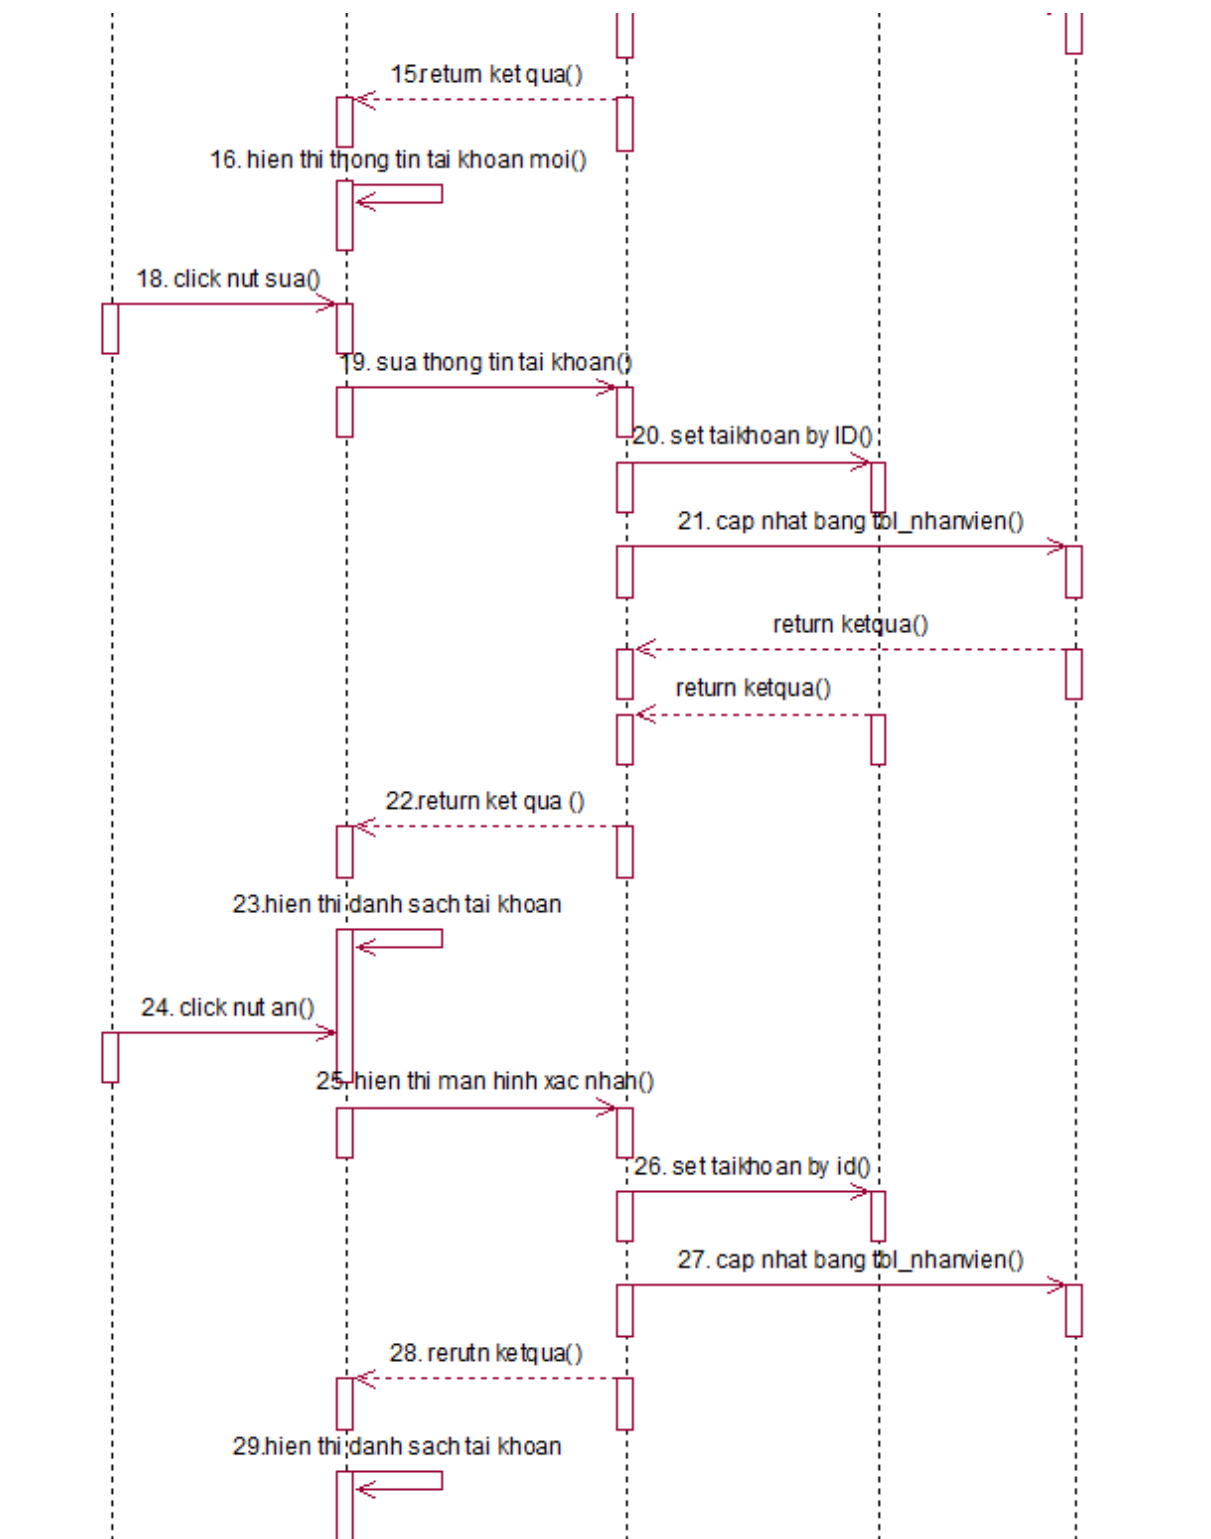 15.return ket qua()
16. hien thi thong tin tai khoan moi()
18. click nut sua()
19. sua thong tin tai khoan()
20. set taikhoan by ID()
21. cap nhat bang tbl_nhanvien()
return ketqua()
return ketqua()
22.return ket qua ()
23.hien thi danh sach tai khoan
24. click nut an()
25. hien thi man hinh xac nhan()
26. set taikhoan by id()
27. cap nhat bang tbl_nhanvien()
28. rerutn ketqua()
29.hien thi danh sach tai khoan